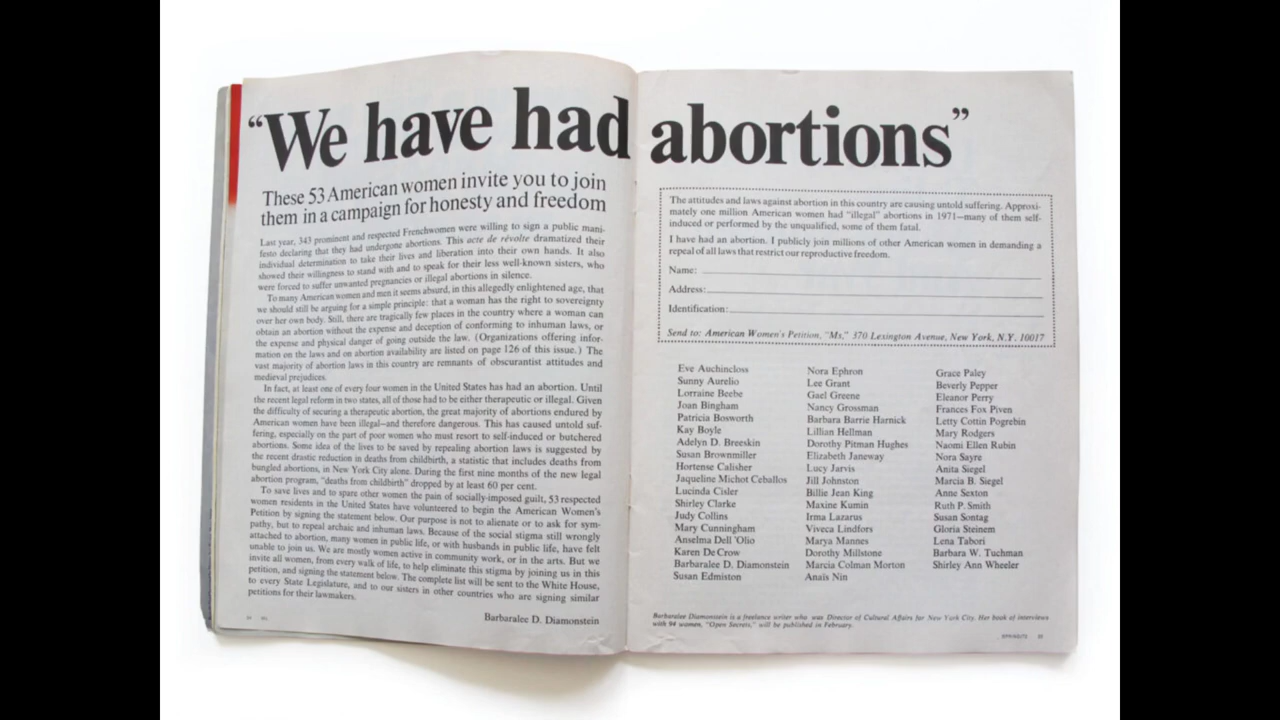 “We have had abortions”
These 53 American women invite you to join
them in a campaign for honesty and freedom
Last year, 343 prominent and respected Frenchwomen were willing to sign a public mani-
festo declaring that they had undergone abortions. This acte de révolte dramatized their
individual determination to take their lives and liberation into their own hands. It also
showed their willingness to stand with and to speak for their less well-known sisters, who
were forced to suffer unwanted pregnancies or illegal abortions in silence.
To many American women and men it seems absurd, in this allegedly enlightened age, that
we should still be arguing for a simple principle: that a woman has the right to sovereignty
over her own body. Still, there are tragically few places in the country where a woman can
obtain an abortion without the expense and deception of conforming to inhuman laws, or
the expense and physical danger of going outside the law. (Organizations offering infor-
mation on the laws and on abortion availability are listed on page 126 of this issue.) The
vast majority of abortion laws in this country are remnants of obscurantist attitudes and
medieval prejudices.
In fact, at least one of every four women in the United States has had an abortion. Until
the recent legal reform in two states, all of those had to be either therapeutic or illegal. Given
the difficulty of securing a therapeutic abortion, the great majority of abortions endured by
American women have been illegal—and therefore dangerous. This has caused untold suf-
fering, especially on the part of poor women who must resort to self-induced or butchered
abortions. Some idea of the lives to be saved by repealing abortion laws is suggested by
the recent drastic reduction in deaths from childbirth, a statistic that includes deaths from
bungled abortions, in New York City alone. During the first nine months of the new legal
abortion program, "deaths from childbirth" dropped by at least 60 per cent.
To save lives and to spare other women the pain of socially-imposed guilt, 53 respected
women residents in the United States have volunteered to begin the American Women's
Petition by signing the statement below. Our purpose is not to alienate or to ask for sym-
pathy, but to repeal archaic and inhuman laws. Because of the social stigma still wrongly
attached to abortion, many women in public life, or with husbands in public life, have felt
unable to join us. We are mostly women active in community work, or in the arts. But we
invite all women, from every walk of life, to help eliminate this stigma by joining us in this
petition, and signing the statement below. The complete list will be sent to the White House,
to every State Legislature, and to our sisters in other countries who are signing similar
petitions for their lawmakers.
Barbaralee D. Diamonstein
The attitudes and laws against abortion in this country are causing untold suffering. Approxi-
mately one million American women had "illegal" abortions in 1971—many of them self-
induced or performed by the unqualified, some of them fatal.
I have had an abortion. I publicly join millions of other American women in demanding a
repeal of all laws that restrict our reproductive freedom.
Name:
Address:
Identification:
Send to: American Women's Petition, "Ms," 370 Lexington Avenue, New York, N.Y. 10017
Eve Auchincloss
Sunny Aurelio
Lorraine Beebe
Joan Bingham
Patricia Bosworth
Kay Boyle
Adelyn D. Breeskin
Susan Brownmiller
Hortense Calisher
Jaqueline Michot Ceballos
Lucinda Cisler
Shirley Clarke
Judy Collins
Mary Cunningham
Anselma Dell 'Olio
Karen De Crow
Barbaralee D. Diamonstein
Susan Edmiston
Nora Ephron
Lee Grant
Gael Greene
Nancy Grossman
Barbara Barrie Harnick
Lillian Hellman
Dorothy Pitman Hughes
Elizabeth Janeway
Lucy Jarvis
Jill Johnston
Billie Jean King
Maxine Kumin
Irma Lazarus
Viveca Lindfors
Marya Mannes
Dorothy Millstone
Marcia Colman Morton
Anais Nin
Grace Paley
Beverly Pepper
Eleanor Perry
Frances Fox Piven
Letty Cottin Pogrebin
Mary Rodgers
Naomi Ellen Rubin
Nora Sayre
Anita Siegel
Marcia B. Siegel
Anne Sexton
Ruth P. Smith
Susan Sontag
Gloria Steinem
Lena Tabori
Barbara W. Tuchman
Shirley Ann Wheeler
Barbaralee Diamonstein is a freelance writer who was Director of Cultural Affairs for New York City. Her book of interviews
with 94 women, "Open Secrets," will be published in February.